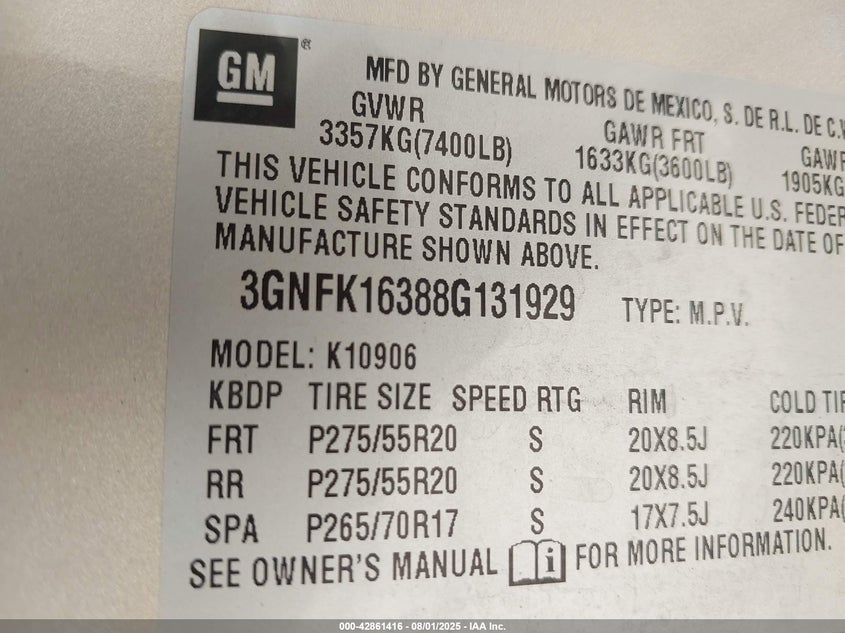 GM
MFD BY GENERAL MOTORS DE MEXICO, S. DE R.L. DE C.V
GVWR GAWR FRT GAWR
3357KG(7400LB) 1633KG(3600LB) 1905KG
THIS VEHICLE CONFORMS TO ALL APPLICABLE U.S. FEDER
VEHICLE SAFETY STANDARDS IN EFFECT ON THE DATE OF
MANUFACTURE SHOWN ABOVE.
3GNFK16388G131929 TYPE: M.P.V.
MODEL: K10906
KBDP TIRE SIZE SPEED RTG RIM COLD TIR
FRT P275/55R20 S 20X8.5J 220KPA(
RR P275/55R20 S 20X8.5J 220KPA(
SPA P265/70R17 S 17X7.5J 240KPA(
SEE OWNER'S MANUAL FOR MORE INFORMATION.
000-42861416 - 08/01/2025 - IAA Inc.